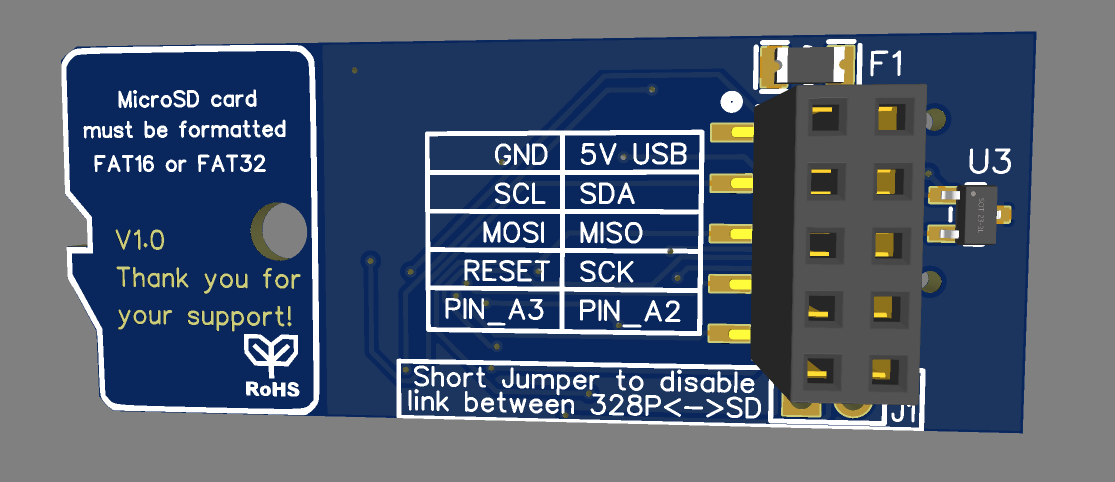 MicroSD card
must be formatted
FAT16 or FAT32
V1.0
Thank you for
your support!
RoHS
GND 5V USB
SCL SDA
MOSI MISO
RESET SCK
PIN_A3 PIN_A2
Short Jumper to disable
link between 328P<->SD
F1
U3
J1